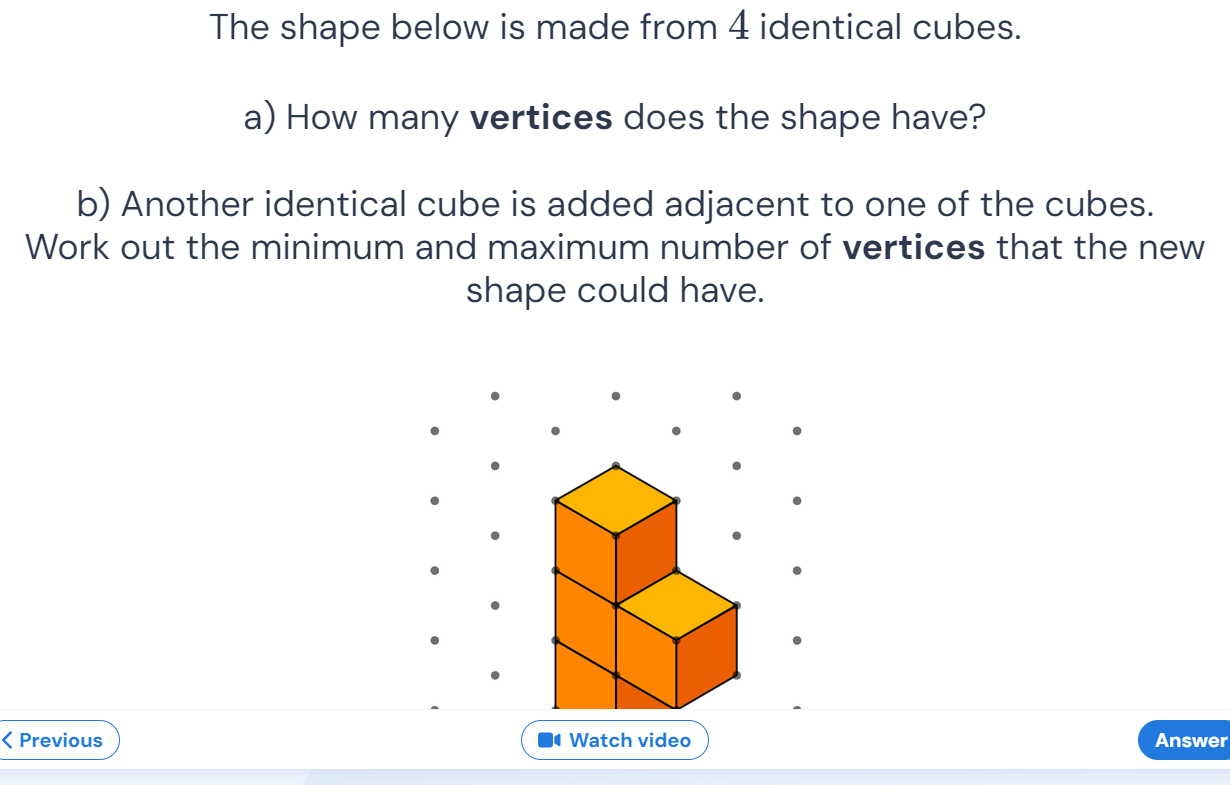 The shape below is made from 4 identical cubes.
a) How many vertices does the shape have?
b) Another identical cube is added adjacent to one of the cubes.
Work out the minimum and maximum number of vertices that the new
shape could have.
Previous
Watch video
Answer